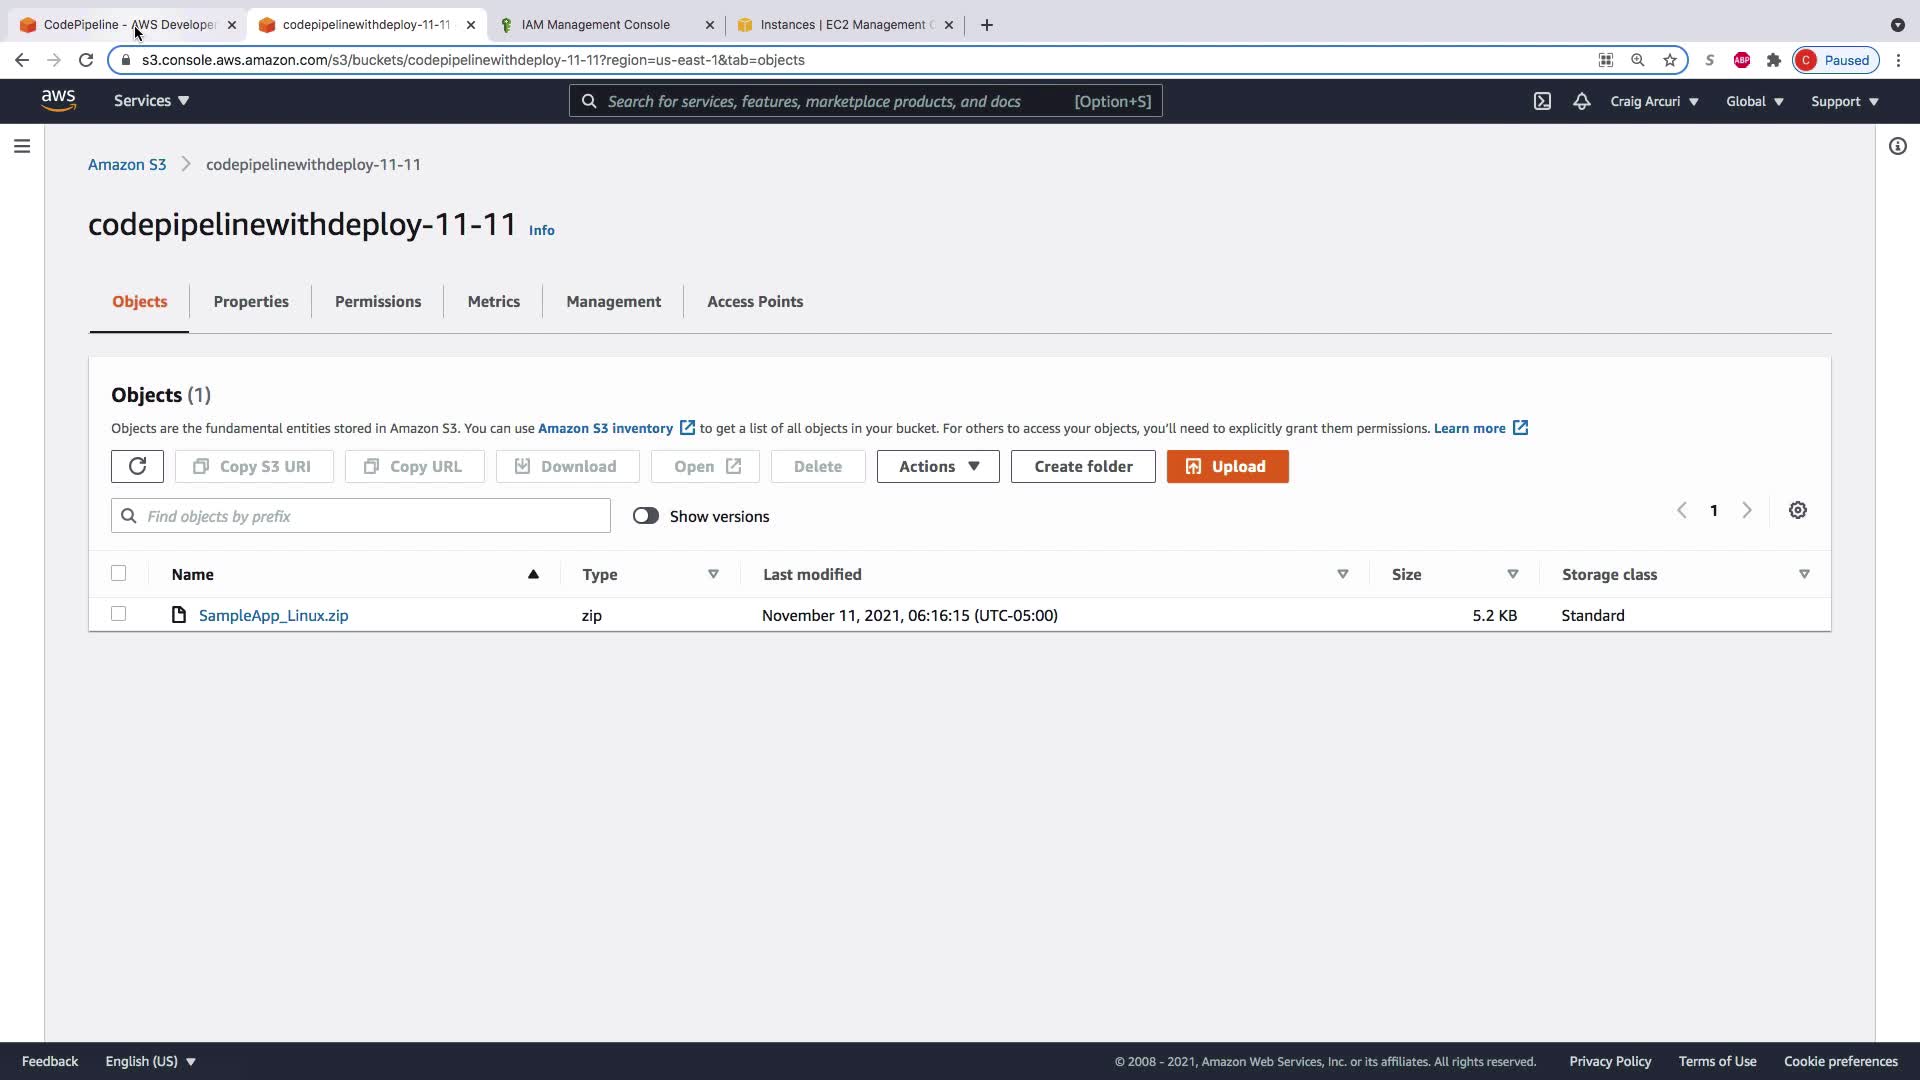 CodePipeline - AWS Developer
codepipelinewithdeploy-11-11
IAM Management Console
Instances | EC2 Management C
s3.console.aws.amazon.com/s3/buckets/codepipelinewithdeploy-11-11?region=us-east-1&tab=objects
S
ABP
C Paused
aws
Services
Search for services, features, marketplace products, and docs [Option+S]
Craig Arcuri
Global
Support
Amazon S3 > codepipelinewithdeploy-11-11
codepipelinewithdeploy-11-11 Info
Objects
Properties
Permissions
Metrics
Management
Access Points
Objects (1)
Objects are the fundamental entities stored in Amazon S3. You can use Amazon S3 inventory to get a list of all objects in your bucket. For others to access your objects, you'll need to explicitly grant them permissions. Learn more
Copy S3 URI
Copy URL
Download
Open
Delete
Actions
Create folder
Upload
Find objects by prefix
Show versions
1
Name
Type
Last modified
Size
Storage class
SampleApp_Linux.zip
zip
November 11, 2021, 06:16:15 (UTC-05:00)
5.2 KB
Standard
Feedback
English (US)
© 2008 - 2021, Amazon Web Services, Inc. or its affiliates. All rights reserved.
Privacy Policy
Terms of Use
Cookie preferences